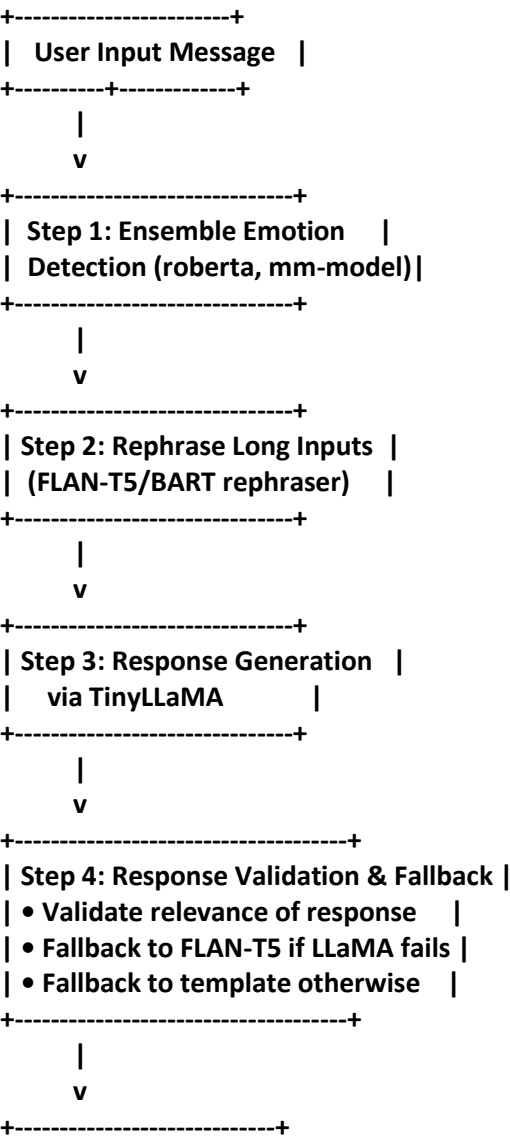 +------------------------+
|   User Input Message   |
+----------+-------------+
|
v
+-------------------------------+
|  Step 1: Ensemble Emotion     |
|  Detection (roberta, mm-model)|
+-------------------------------+
|
v
+-------------------------------+
| Step 2: Rephrase Long Inputs  |
|  (FLAN-T5/BART rephraser)     |
+-------------------------------+
|
v
+-------------------------------+
| Step 3: Response Generation   |
|     via TinyLLaMA          |
+-------------------------------+
|
v
+-------------------------------------+
| Step 4: Response Validation & Fallback |
| • Validate relevance of response     |
| • Fallback to FLAN-T5 if LLaMA fails |
| • Fallback to template otherwise    |
+-------------------------------------+
|
v
+-----------------------------+